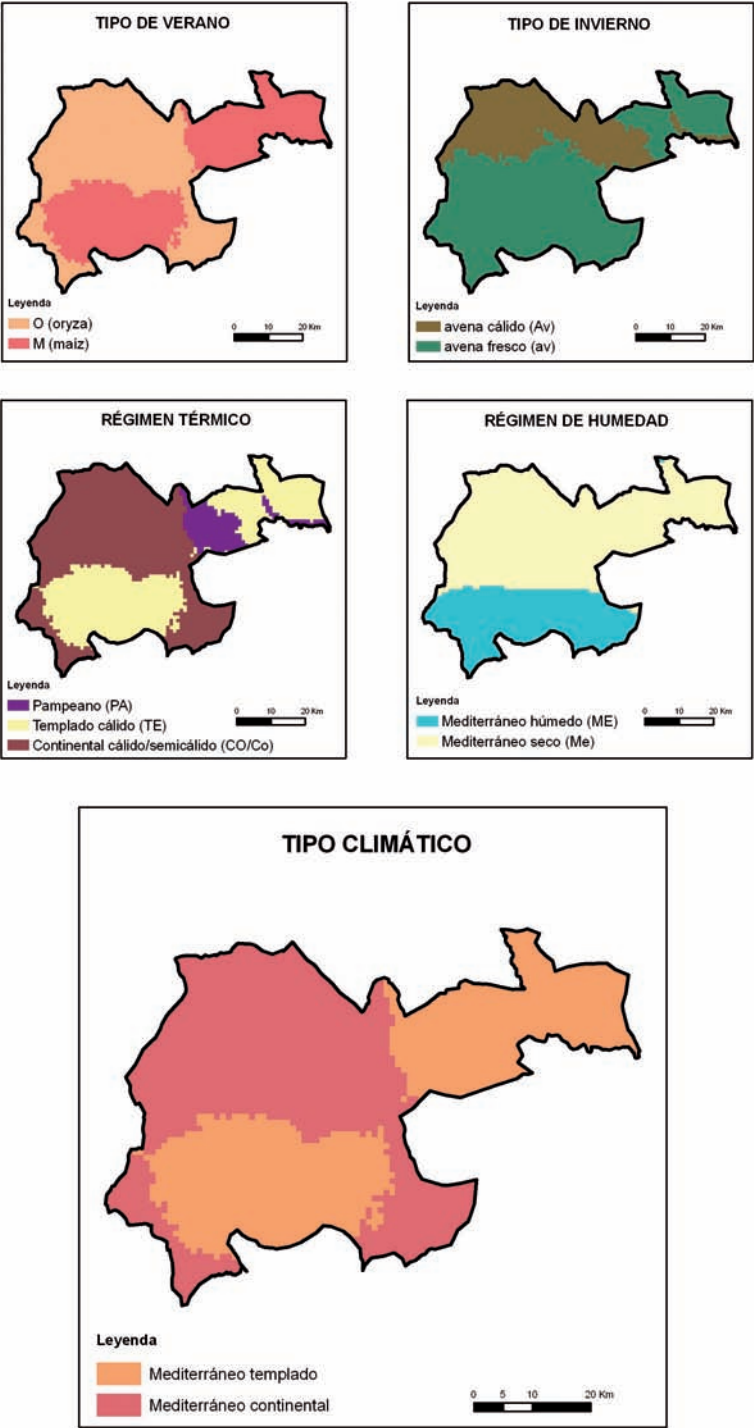 TIPO DE VERANO
Leyenda
O (oryza)
M (maíz)
0 10 20 Km
TIPO DE INVIERNO
Leyenda
avena cálido (Av)
avena fresco (av)
0 10 20 Km
RÉGIMEN TÉRMICO
Leyenda
Pampeano (PA)
Templado cálido (TE)
Continental cálido/semicálido (CO/Co)
0 10 20 Km
RÉGIMEN DE HUMEDAD
Leyenda
Mediterráneo húmedo (ME)
Mediterráneo seco (Me)
0 10 20 Km
TIPO CLIMÁTICO
Leyenda
Mediterráneo templado
Mediterráneo continental
0 5 10 20 Km